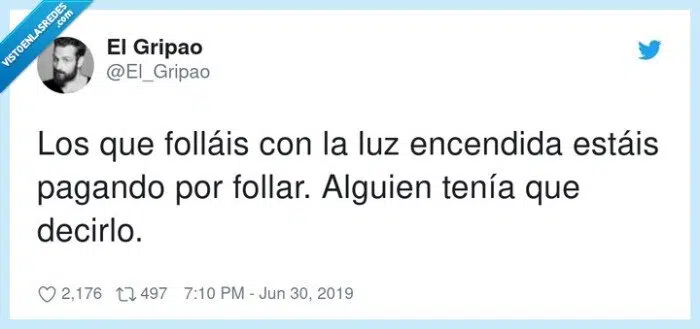 VISTOENLASREDES
.com
El Gripao
@El_Gripao
Los que folláis con la luz encendida estáis
pagando por follar. Alguien tenía que
decirlo.
2,176 497 7:10 PM - Jun 30, 2019